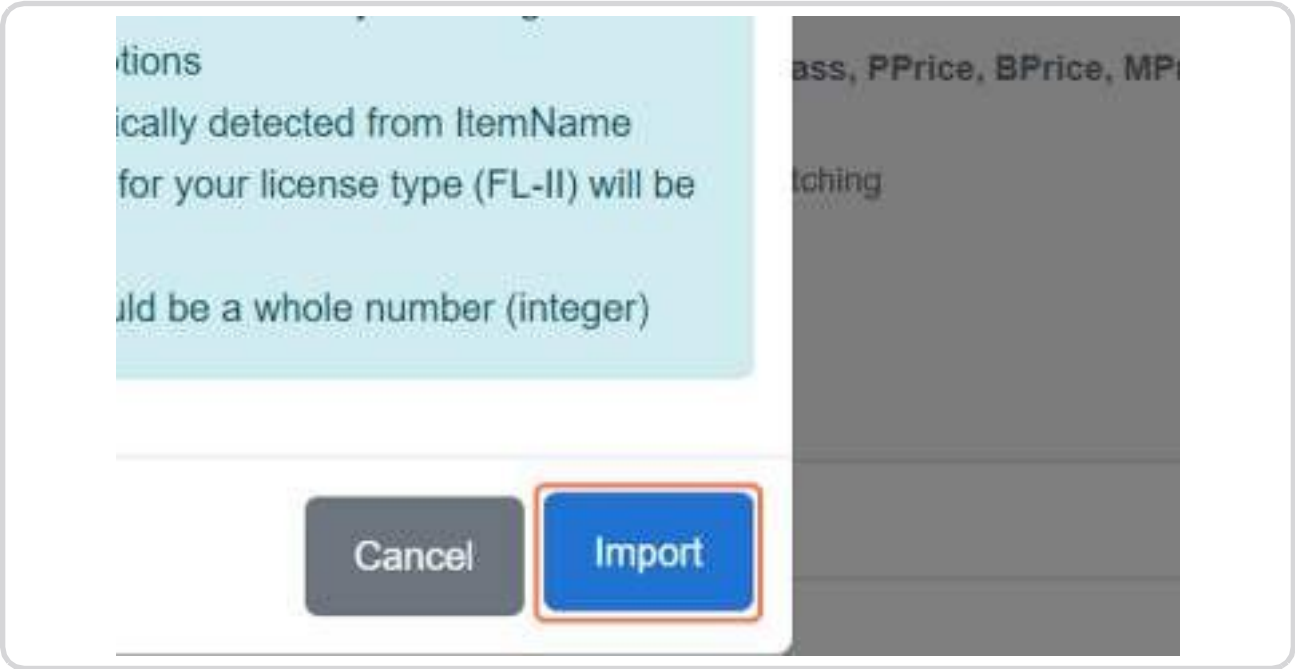 tions
ically detected from ItemName
for your license type (FL-II) will be
uld be a whole number (integer)
Cancel
Import
ass, PPrice, BPrice, MPr
tching